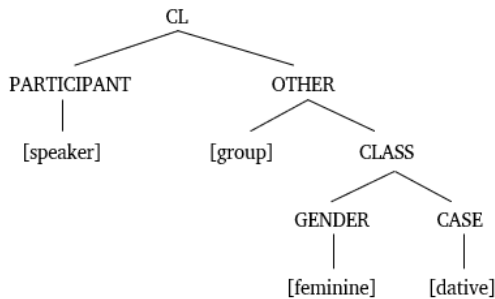 CL
PARTICIPANT OTHER
[speaker] [group] CLASS
GENDER CASE
[feminine] [dative]